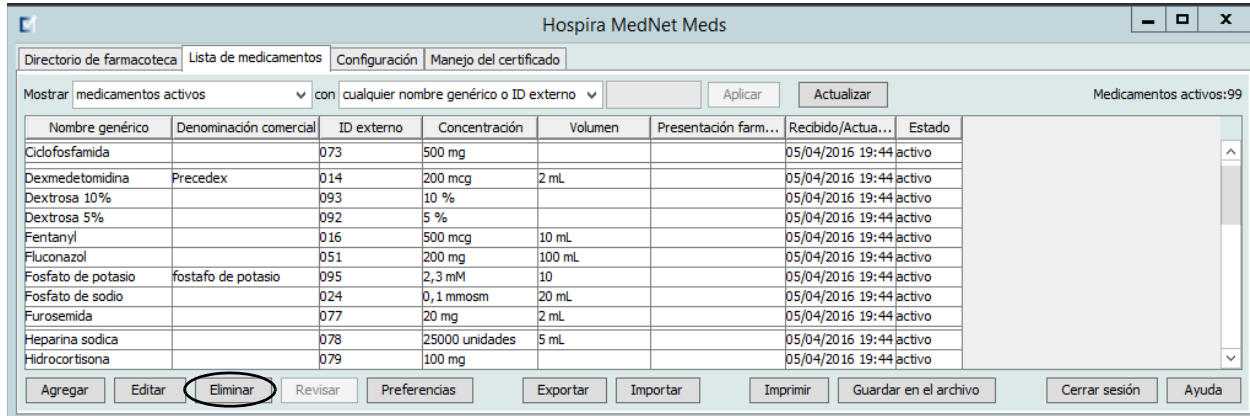 Hospira MedNet Meds
Directorio de farmacoteca Lista de medicamentos Configuración Manejo del certificado
Mostrar medicamentos activos con cualquier nombre genérico o ID externo Aplicar Actualizar Medicamentos activos:99
Nombre genérico Denominación comercial ID externo Concentración Volumen Presentación farm... Recibido/Actua... Estado
Ciclofosfamida 073 500 mg 05/04/2016 19:44 activo
Dexmedetomidina Precedex 014 200 mcg 2 mL 05/04/2016 19:44 activo
Dextrosa 10% 093 10 % 05/04/2016 19:44 activo
Dextrosa 5% 092 5 % 05/04/2016 19:44 activo
Fentanyl 016 500 mcg 10 mL 05/04/2016 19:44 activo
Fluconazol 051 200 mg 100 mL 05/04/2016 19:44 activo
Fosfato de potasio fostafo de potasio 095 2,3 mM 10 05/04/2016 19:44 activo
Fosfato de sodio 024 0,1 mmosm 20 mL 05/04/2016 19:44 activo
Furosemida 077 20 mg 2 mL 05/04/2016 19:44 activo
Heparina sodica 078 25000 unidades 5 mL 05/04/2016 19:44 activo
Hidrocortisona 079 100 mg 05/04/2016 19:44 activo
Agregar Editar Eliminar Revisar Preferencias Exportar Importar Imprimir Guardar en el archivo Cerrar sesión Ayuda